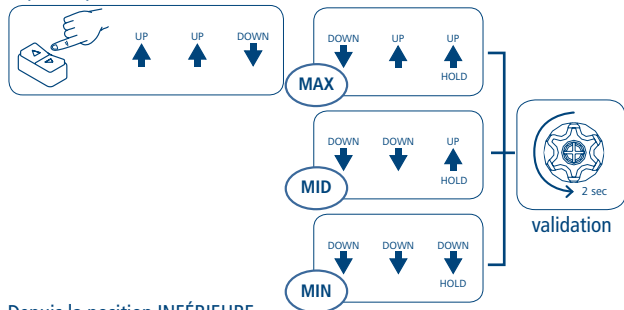 UP UP DOWN
DOWN UP UP
HOLD
MAX
DOWN DOWN UP
HOLD
MID
DOWN DOWN DOWN
HOLD
MIN
2 sec
validation
Depuis la position INFÉRIEURE